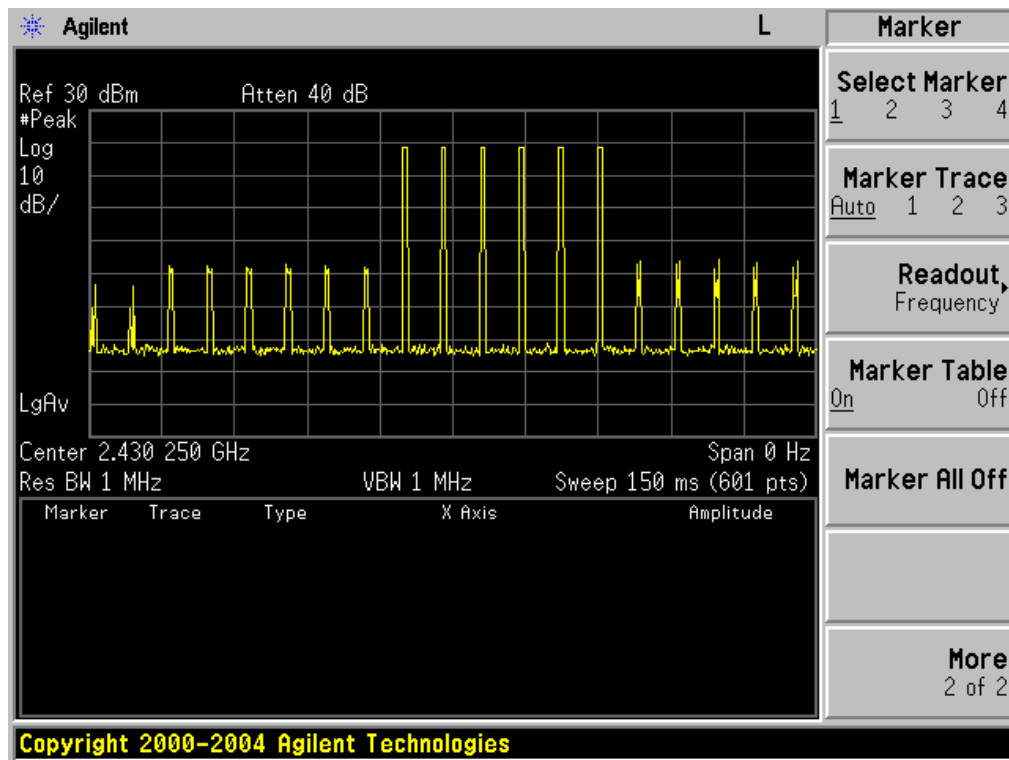 Agilent L
Ref 30 dBm Atten 40 dB
#Peak
Log
10
dB/
LgAv
Center 2.430 250 GHz Span 0 Hz
Res BW 1 MHz VBW 1 MHz Sweep 150 ms (601 pts)
Marker Trace Type X Axis Amplitude
Copyright 2000-2004 Agilent Technologies
Marker
Select Marker
1 2 3 4
Marker Trace
Auto 1 2 3
Readout
Frequency
Marker Table
On Off
Marker All Off
More
2 of 2